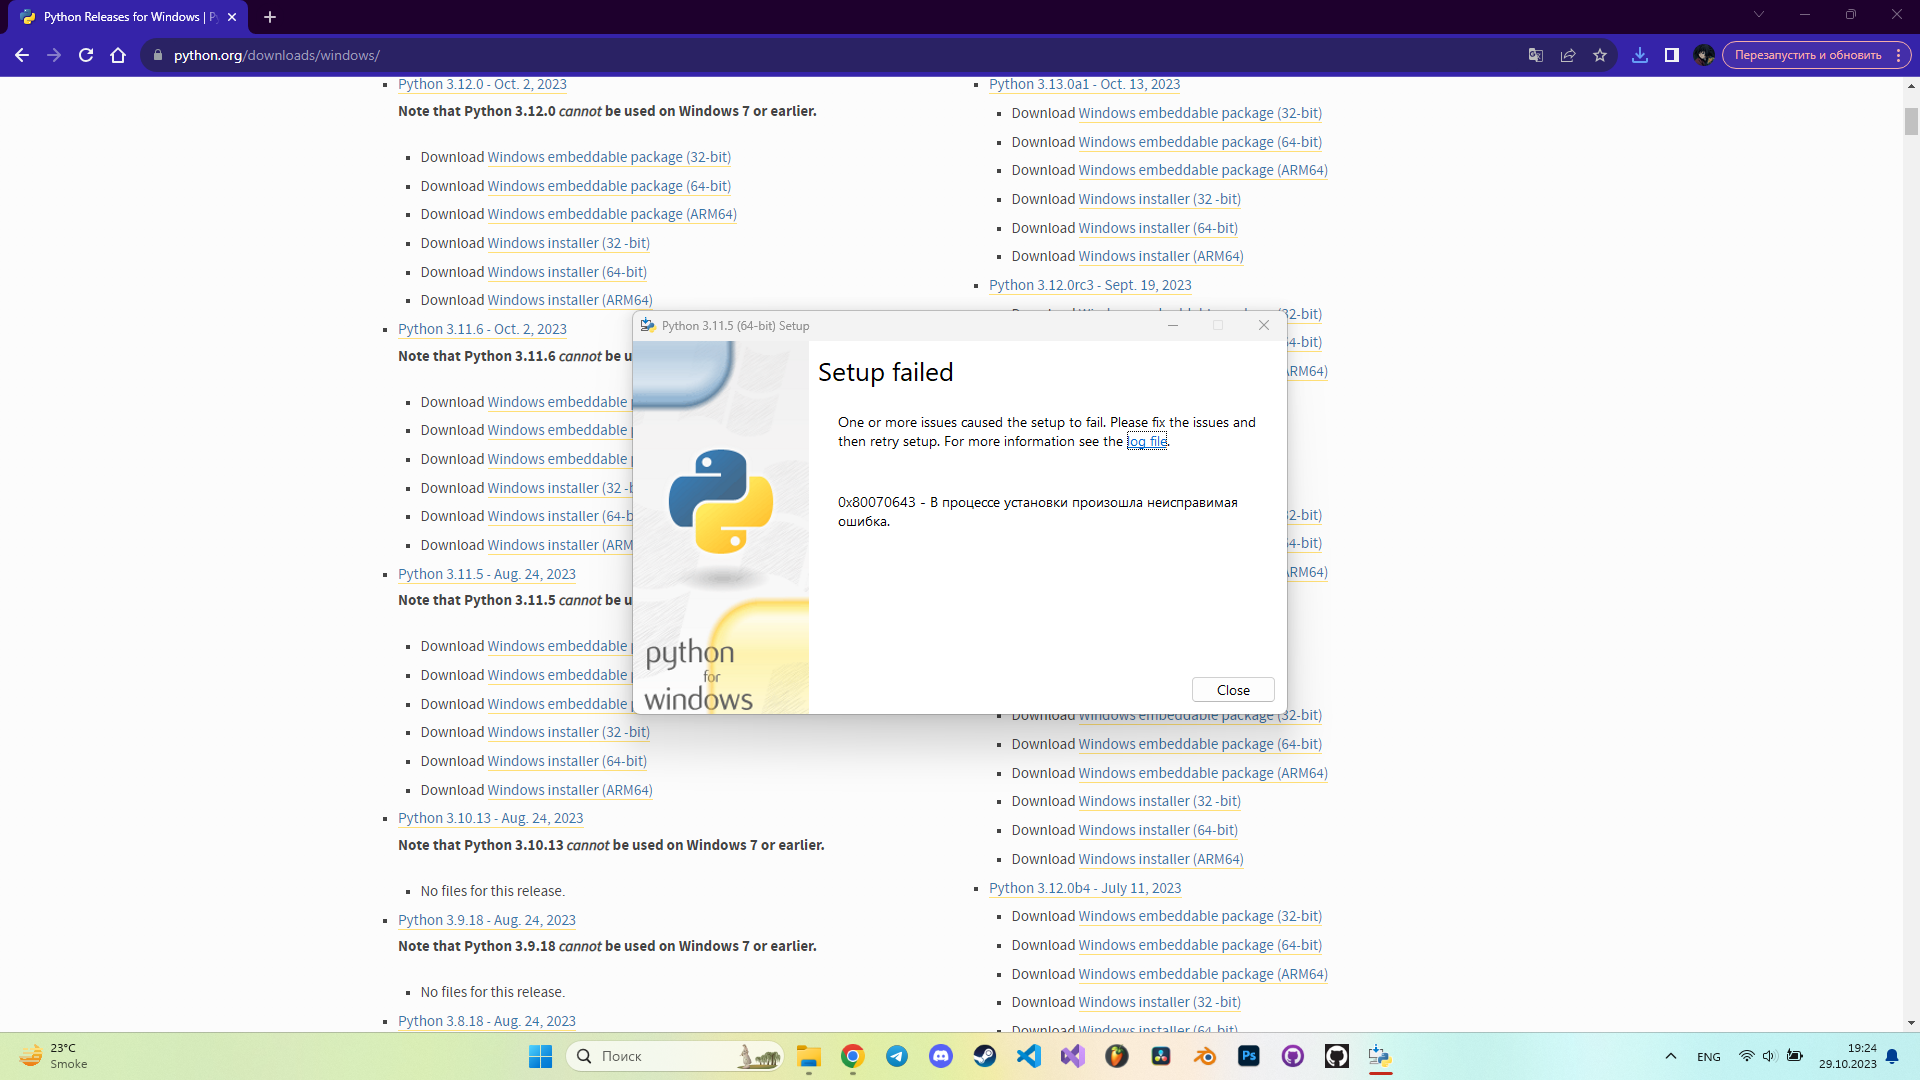 Python Releases for Windows | P
python.org/downloads/windows/
Перезапустить и обновить
Python 3.12.0 - Oct. 2, 2023
Note that Python 3.12.0 cannot be used on Windows 7 or earlier.
Download Windows embeddable package (32-bit)
Download Windows embeddable package (64-bit)
Download Windows embeddable package (ARM64)
Download Windows installer (32 -bit)
Download Windows installer (64-bit)
Download Windows installer (ARM64)
Python 3.11.6 - Oct. 2, 2023
Note that Python 3.11.6 cannot be u
Download Windows embeddable
Download Windows embeddable
Download Windows embeddable
Download Windows installer (32 -b
Download Windows installer (64-b
Download Windows installer (ARM
Python 3.11.5 - Aug. 24, 2023
Note that Python 3.11.5 cannot be u
Download Windows embeddable
Download Windows embeddable
Download Windows embeddable
Download Windows installer (32 -bit)
Download Windows installer (64-bit)
Download Windows installer (ARM64)
Python 3.10.13 - Aug. 24, 2023
Note that Python 3.10.13 cannot be used on Windows 7 or earlier.
No files for this release.
Python 3.9.18 - Aug. 24, 2023
Note that Python 3.9.18 cannot be used on Windows 7 or earlier.
No files for this release.
Python 3.8.18 - Aug. 24, 2023
Python 3.13.0a1 - Oct. 13, 2023
Download Windows embeddable package (32-bit)
Download Windows embeddable package (64-bit)
Download Windows embeddable package (ARM64)
Download Windows installer (32 -bit)
Download Windows installer (64-bit)
Download Windows installer (ARM64)
Python 3.12.0rc3 - Sept. 19, 2023
32-bit)
64-bit)
ARM64)
32-bit)
64-bit)
ARM64)
Download Windows embeddable package (32-bit)
Download Windows embeddable package (64-bit)
Download Windows embeddable package (ARM64)
Download Windows installer (32 -bit)
Download Windows installer (64-bit)
Download Windows installer (ARM64)
Python 3.12.0b4 - July 11, 2023
Download Windows embeddable package (32-bit)
Download Windows embeddable package (64-bit)
Download Windows embeddable package (ARM64)
Download Windows installer (32 -bit)
Download Windows installer (64-bit)
Python 3.11.5 (64-bit) Setup
Setup failed
One or more issues caused the setup to fail. Please fix the issues and
then retry setup. For more information see the log file.
0x80070643 - В процессе установки произошла неисправимая
ошибка.
python
for
windows
Close
23°C
Smoke
Поиск
Ps
ENG
19:24
29.10.2023